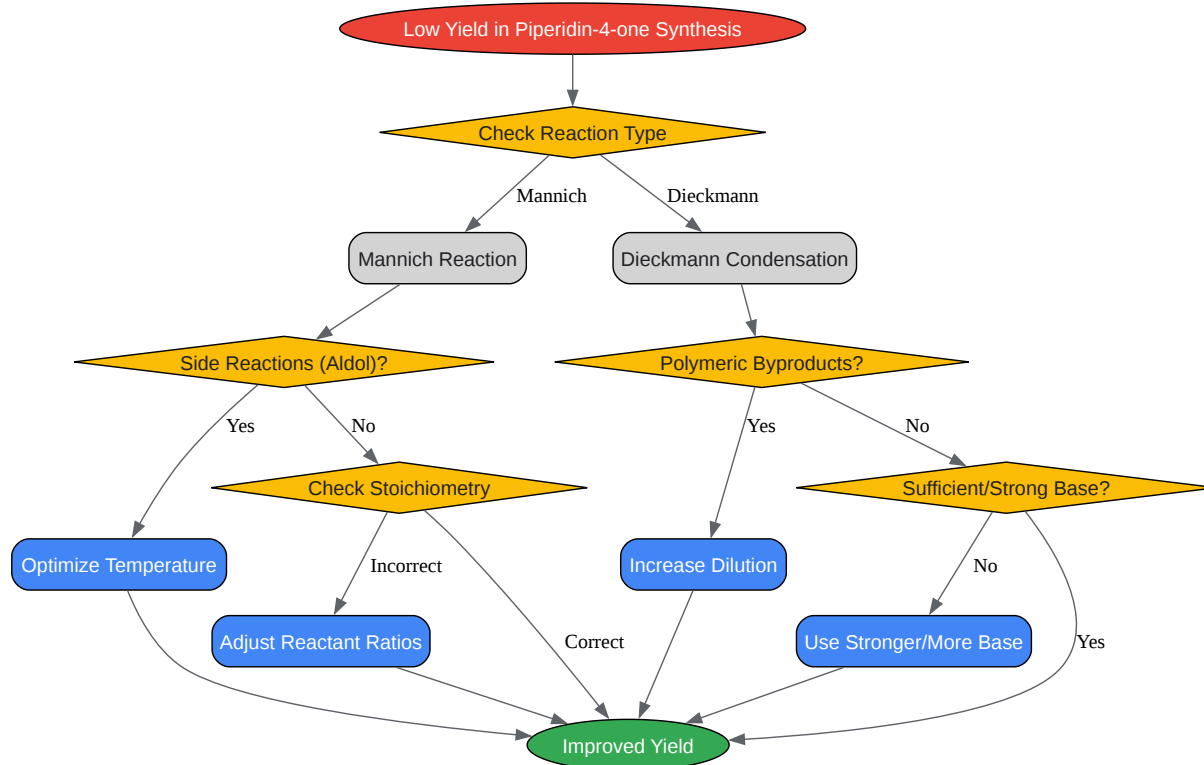 Low Yield in Piperidin-4-one Synthesis
Check Reaction Type
Mannich
Dieckmann
Mannich Reaction
Dieckmann Condensation
Side Reactions (Aldol)?
Polymeric Byproducts?
Yes
No
Yes
No
Check Stoichiometry
Sufficient/Strong Base?
Optimize Temperature
Incorrect
Increase Dilution
No
Adjust Reactant Ratios
Correct
Use Stronger/More Base
Yes
Improved Yield